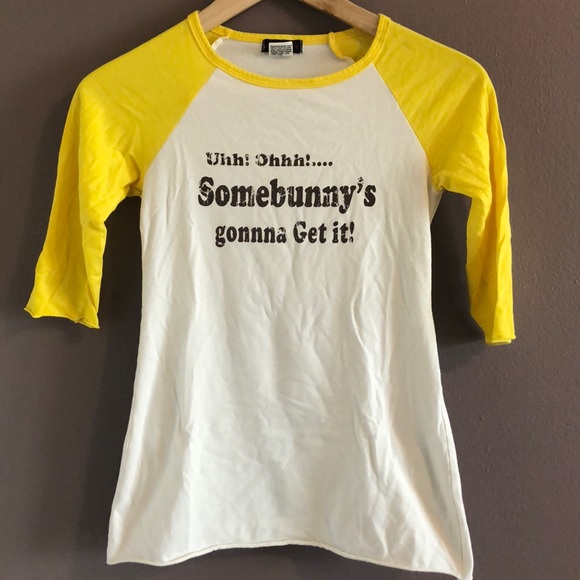 Uhh! Ohhh!....
Somebunny's
gonnna Get it!